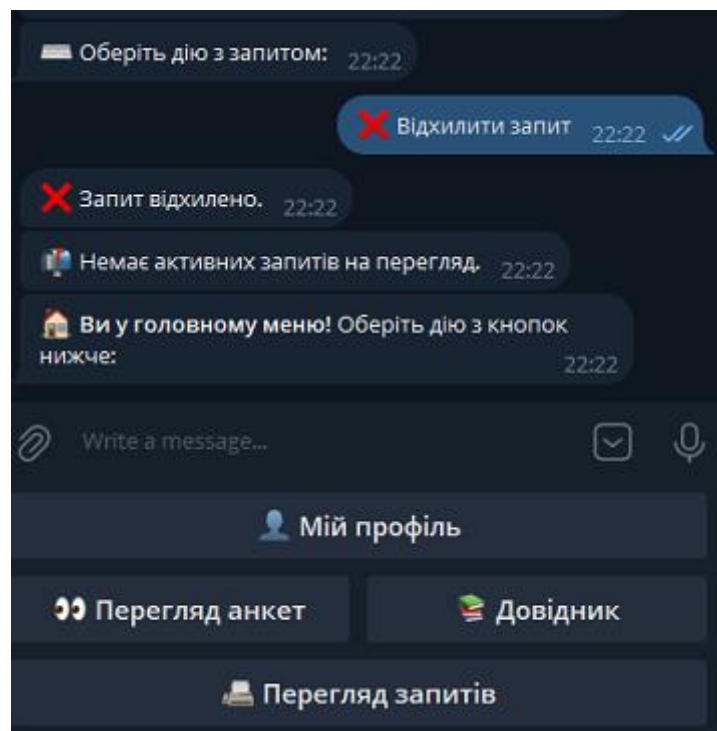 ⌨️ Оберіть дію з запитом: 22:22
❌ Відхилити запит 22:22
❌ Запит відхилено. 22:22
📬 Немає активних запитів на перегляд. 22:22
🏠 Ви у головному меню! Оберіть дію з кнопок
нижче: 22:22
Write a message...
👤 Мій профіль
👀 Перегляд анкет
📚 Довідник
📠 Перегляд запитів